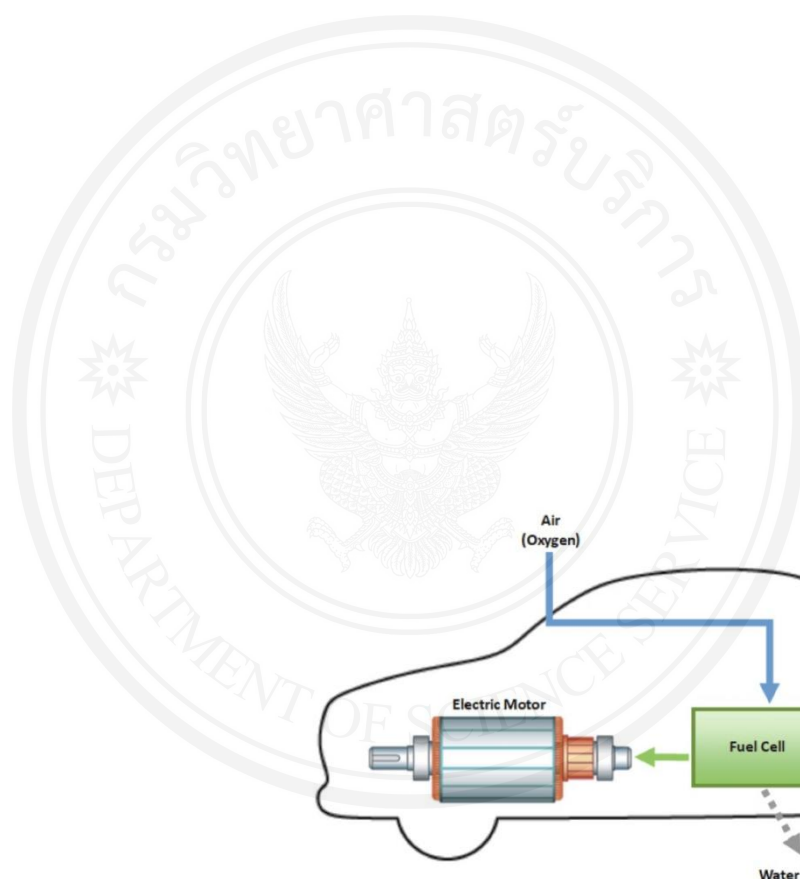 กรมวิทยาศาสตร์บริการ
DEPARTMENT OF SCIENCE SERVICE
Air
(Oxygen)
Electric Motor
Fuel Cell
Water